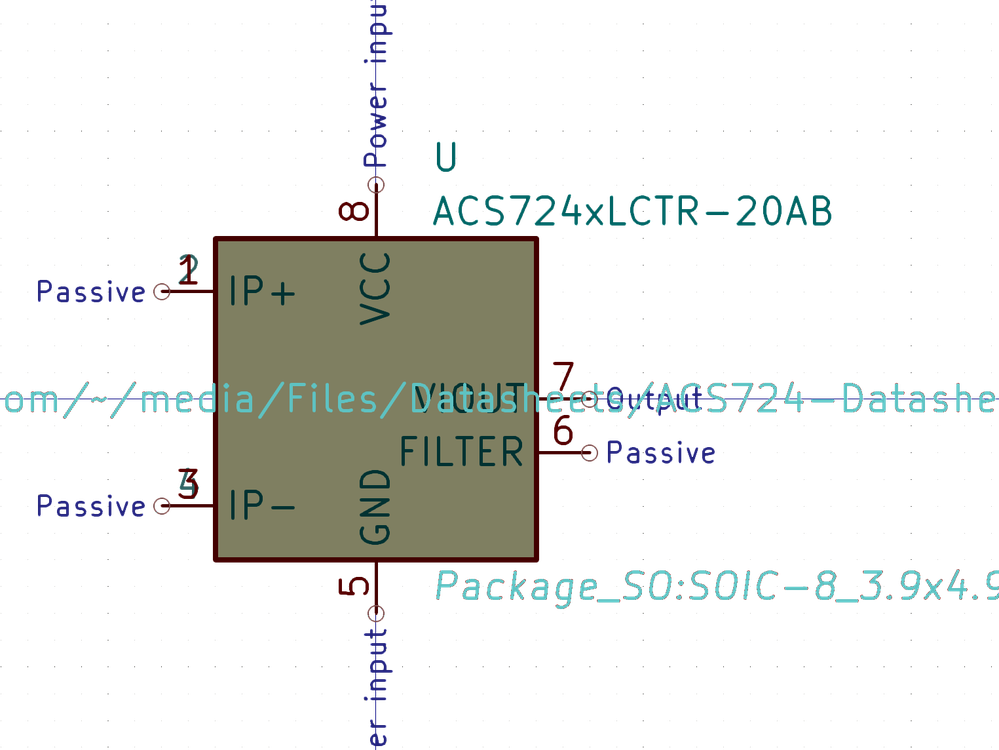 Power inpu
U
ACS724xLCTR-20AB
8
VCC
1
2
Passive
IP+
7
VIOUT
Output
om/~/media/Files/Datasheets/ACS724-Datashe
6
FILTER
Passive
3
4
Passive
IP-
GND
5
Package_SO:SOIC-8_3.9x4.9
er input